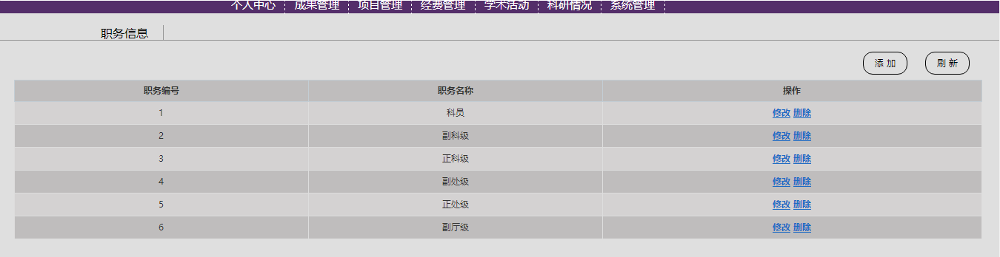 个人中心 成果管理 项目管理 经费管理 学术活动 科研情况 系统管理
职务信息
添 加 刷 新
职务编号 职务名称 操作
1 科员 修改 删除
2 副科级 修改 删除
3 正科级 修改 删除
4 副处级 修改 删除
5 正处级 修改 删除
6 副厅级 修改 删除